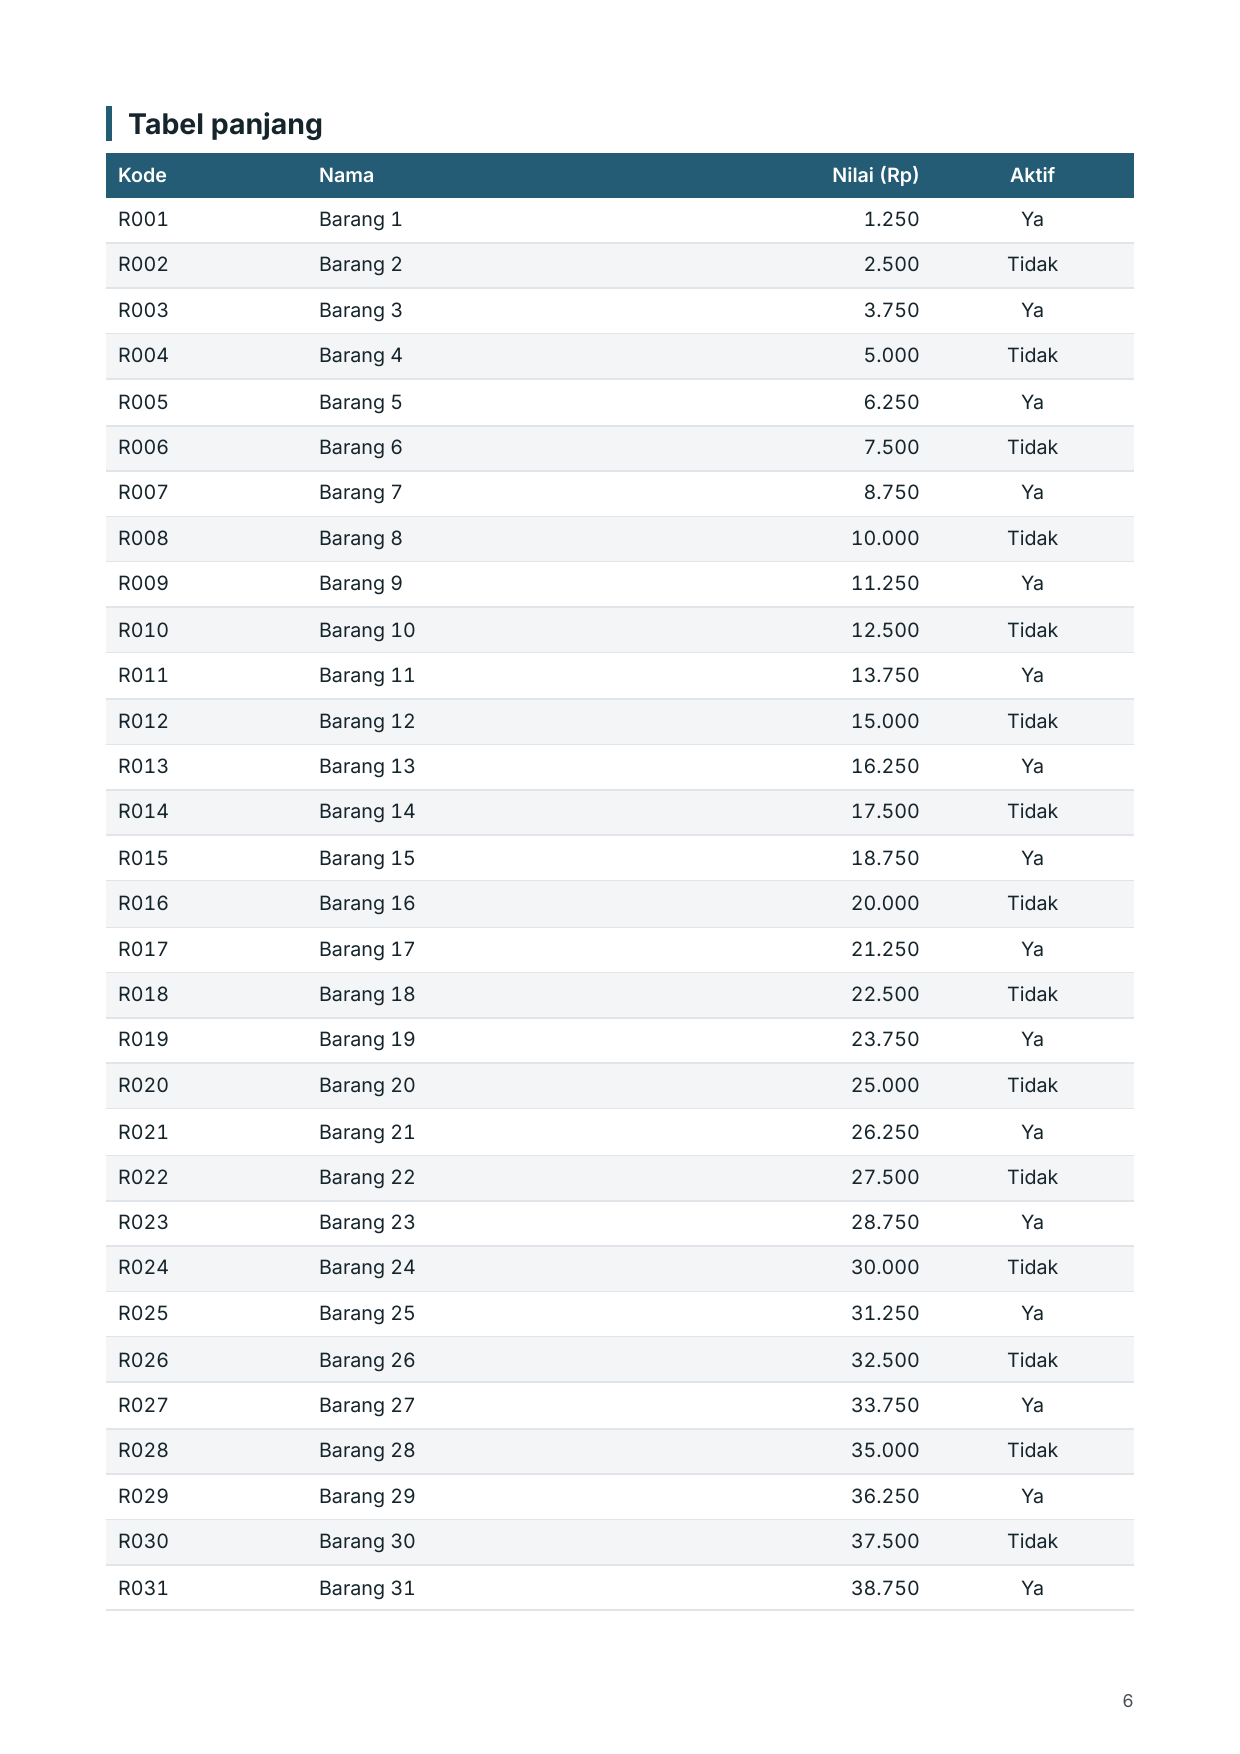 Tabel panjang
Kode Nama Nilai (Rp) Aktif
R001 Barang 1 1.250 Ya
R002 Barang 2 2.500 Tidak
R003 Barang 3 3.750 Ya
R004 Barang 4 5.000 Tidak
R005 Barang 5 6.250 Ya
R006 Barang 6 7.500 Tidak
R007 Barang 7 8.750 Ya
R008 Barang 8 10.000 Tidak
R009 Barang 9 11.250 Ya
R010 Barang 10 12.500 Tidak
R011 Barang 11 13.750 Ya
R012 Barang 12 15.000 Tidak
R013 Barang 13 16.250 Ya
R014 Barang 14 17.500 Tidak
R015 Barang 15 18.750 Ya
R016 Barang 16 20.000 Tidak
R017 Barang 17 21.250 Ya
R018 Barang 18 22.500 Tidak
R019 Barang 19 23.750 Ya
R020 Barang 20 25.000 Tidak
R021 Barang 21 26.250 Ya
R022 Barang 22 27.500 Tidak
R023 Barang 23 28.750 Ya
R024 Barang 24 30.000 Tidak
R025 Barang 25 31.250 Ya
R026 Barang 26 32.500 Tidak
R027 Barang 27 33.750 Ya
R028 Barang 28 35.000 Tidak
R029 Barang 29 36.250 Ya
R030 Barang 30 37.500 Tidak
R031 Barang 31 38.750 Ya
6